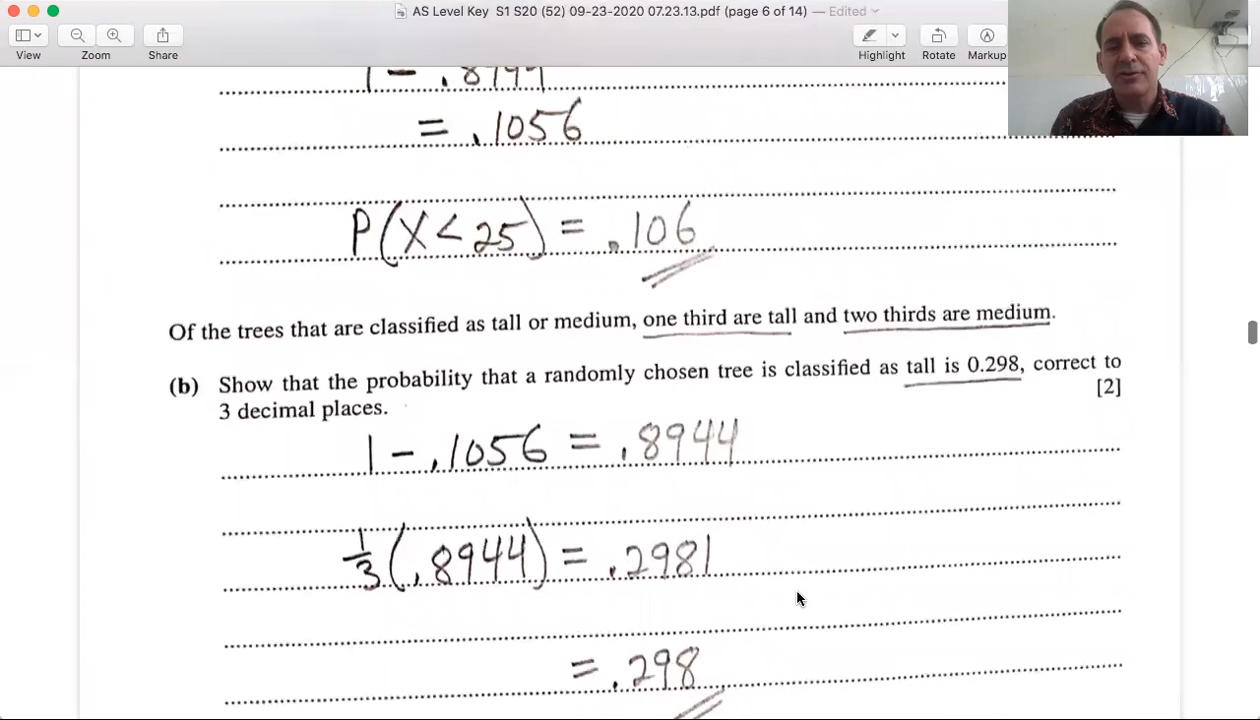 AS Level Key S1 S20 (52) 09-23-2020 07.23.13.pdf (page 6 of 14) — Edited
View Zoom Share Highlight Rotate Markup
= .1056
P(X < 25) = .106
Of the trees that are classified as tall or medium, one third are tall and two thirds are medium.
(b) Show that the probability that a randomly chosen tree is classified as tall is 0.298, correct to
3 decimal places. [2]
1 - .1056 = .8944
1/3 (.8944) = .2981
= .298